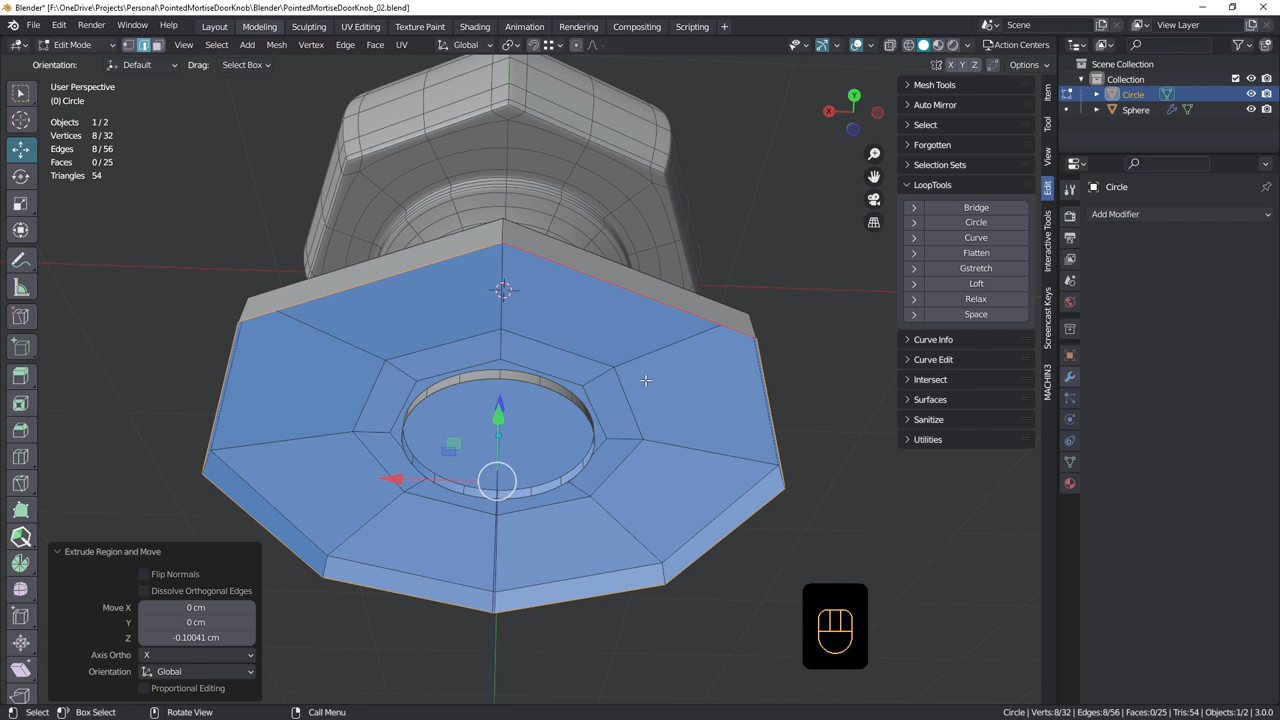 Blender* [F:\OneDrive\Projects\Personal\PointedMortiseDoorKnob\Blender\PointedMortiseDoorKnob_02.blend]
File Edit Render Window Help Layout Modeling Sculpting UV Editing Texture Paint Shading Animation Rendering Compositing Scripting + Scene View Layer
Edit Mode View Select Add Mesh Vertex Edge Face UV Global Action Centers
Orientation: Default Drag: Select Box X Y Z Options
User Perspective
(0) Circle
Objects 1 / 2
Vertices 8 / 32
Edges 8 / 56
Faces 0 / 25
Triangles 54
Y
X
Mesh Tools
Auto Mirror
Select
Forgotten
Selection Sets
LoopTools
Bridge
Circle
Curve
Flatten
Gstretch
Loft
Relax
Space
Curve Info
Curve Edit
Intersect
Surfaces
Sanitize
Utilities
Item
Tool
View
Edit
Interactive Tools
Screencast Keys
MACHIN3
Scene Collection
Collection
Circle
Sphere
Circle
Add Modifier
Extrude Region and Move
Flip Normals
Dissolve Orthogonal Edges
Move X 0 cm
Y 0 cm
Z -0.10041 cm
Axis Ortho X
Orientation Global
Proportional Editing
Select Box Select Rotate View Call Menu Circle | Verts:8/32 | Edges:8/56 | Faces:0/25 | Tris:54 | Objects:1/2 | 3.0.0